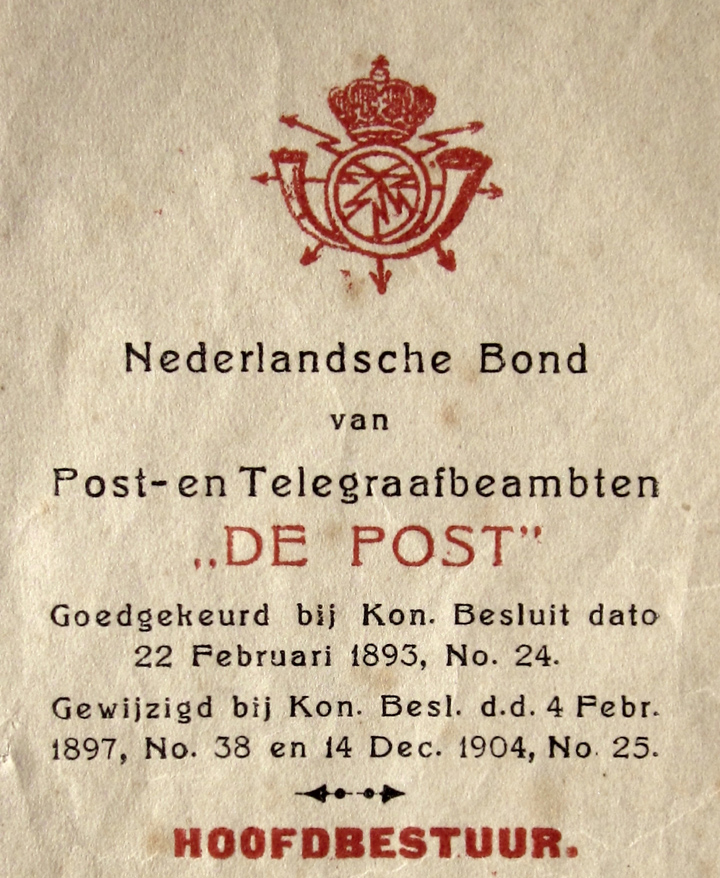 Nederlandsche Bond
van
Post- en Telegraafbeambten
„DE POST”
Goedgekeurd bij Kon. Besluit dato
22 Februari 1893, No. 24.
Gewijzigd bij Kon. Besl. d.d. 4 Febr.
1897, No. 38 en 14 Dec. 1904, No. 25.
HOOFDBESTUUR.